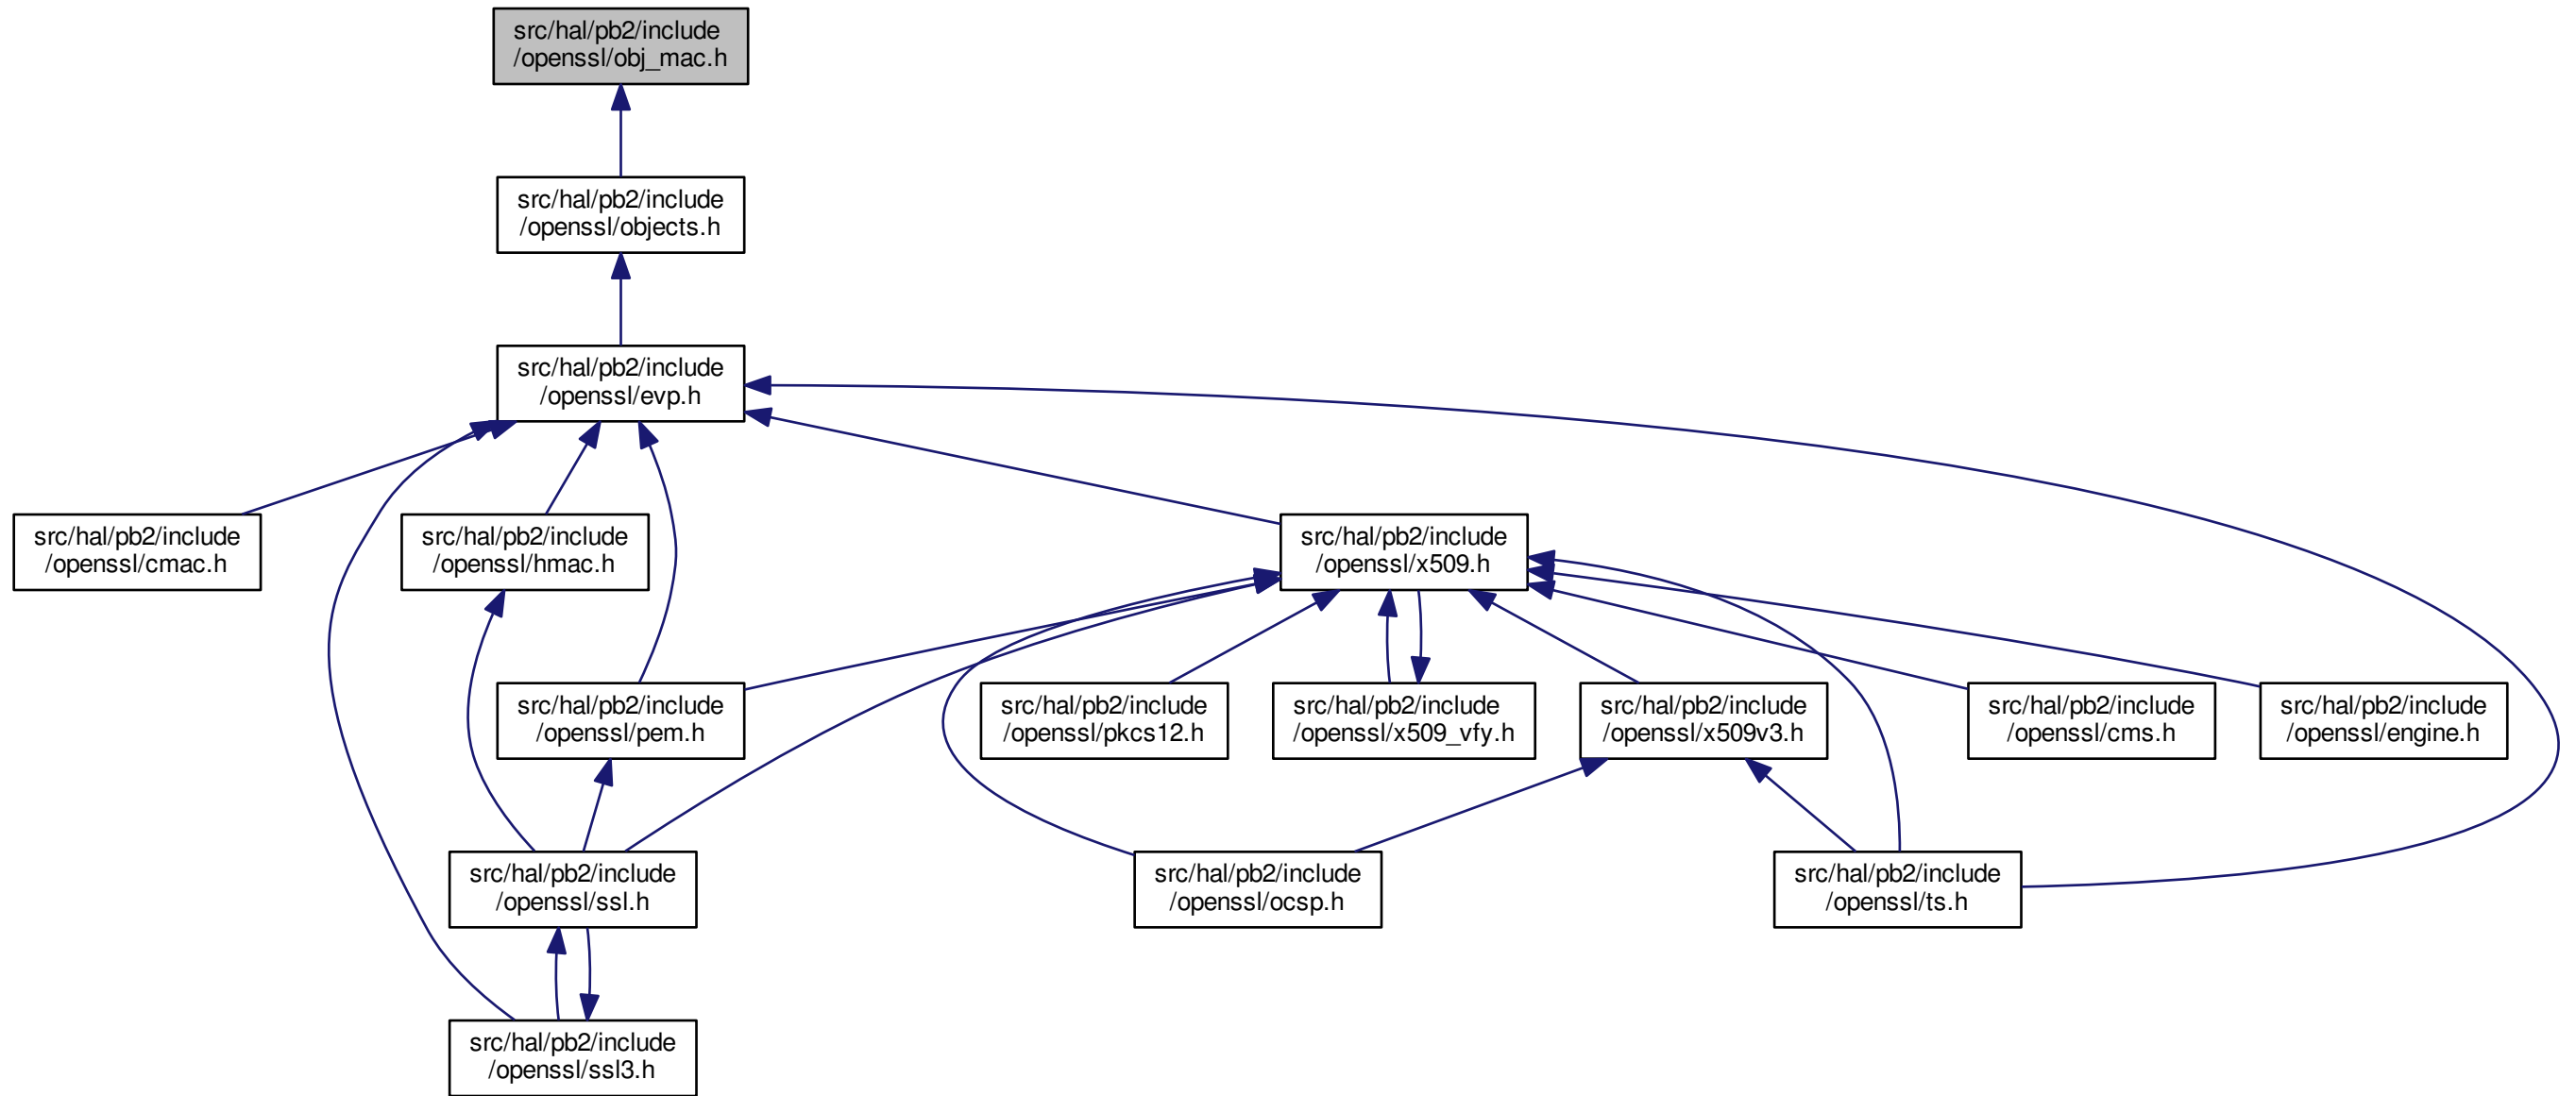 src/hal/pb2/include
/openssl/obj_mac.h
src/hal/pb2/include
/openssl/objects.h
src/hal/pb2/include
/openssl/evp.h
src/hal/pb2/include
/openssl/cmac.h
src/hal/pb2/include
/openssl/hmac.h
src/hal/pb2/include
/openssl/x509.h
src/hal/pb2/include
/openssl/pem.h
src/hal/pb2/include
/openssl/pkcs12.h
src/hal/pb2/include
/openssl/x509_vfy.h
src/hal/pb2/include
/openssl/x509v3.h
src/hal/pb2/include
/openssl/cms.h
src/hal/pb2/include
/openssl/engine.h
src/hal/pb2/include
/openssl/ssl.h
src/hal/pb2/include
/openssl/ocsp.h
src/hal/pb2/include
/openssl/ts.h
src/hal/pb2/include
/openssl/ssl3.h